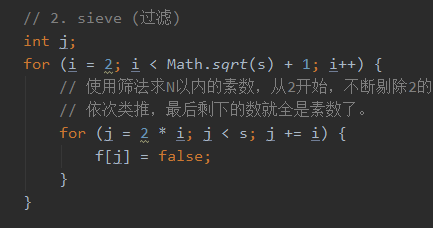 // 2. sieve (过滤)
int j;
for (i = 2; i < Math.sqrt(s) + 1; i++) {
// 使用筛法求N以内的素数，从2开始，不断剔除2的
// 依次类推，最后剩下的数就全是素数了。
for (j = 2 * i; j < s; j += i) {
f[j] = false;
}
}